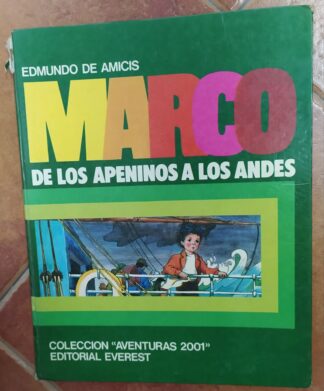 EDMUNDO DE AMICIS
MARCO
DE LOS APENINOS A LOS ANDES
COLECCION "AVENTURAS 2001"
EDITORIAL EVEREST